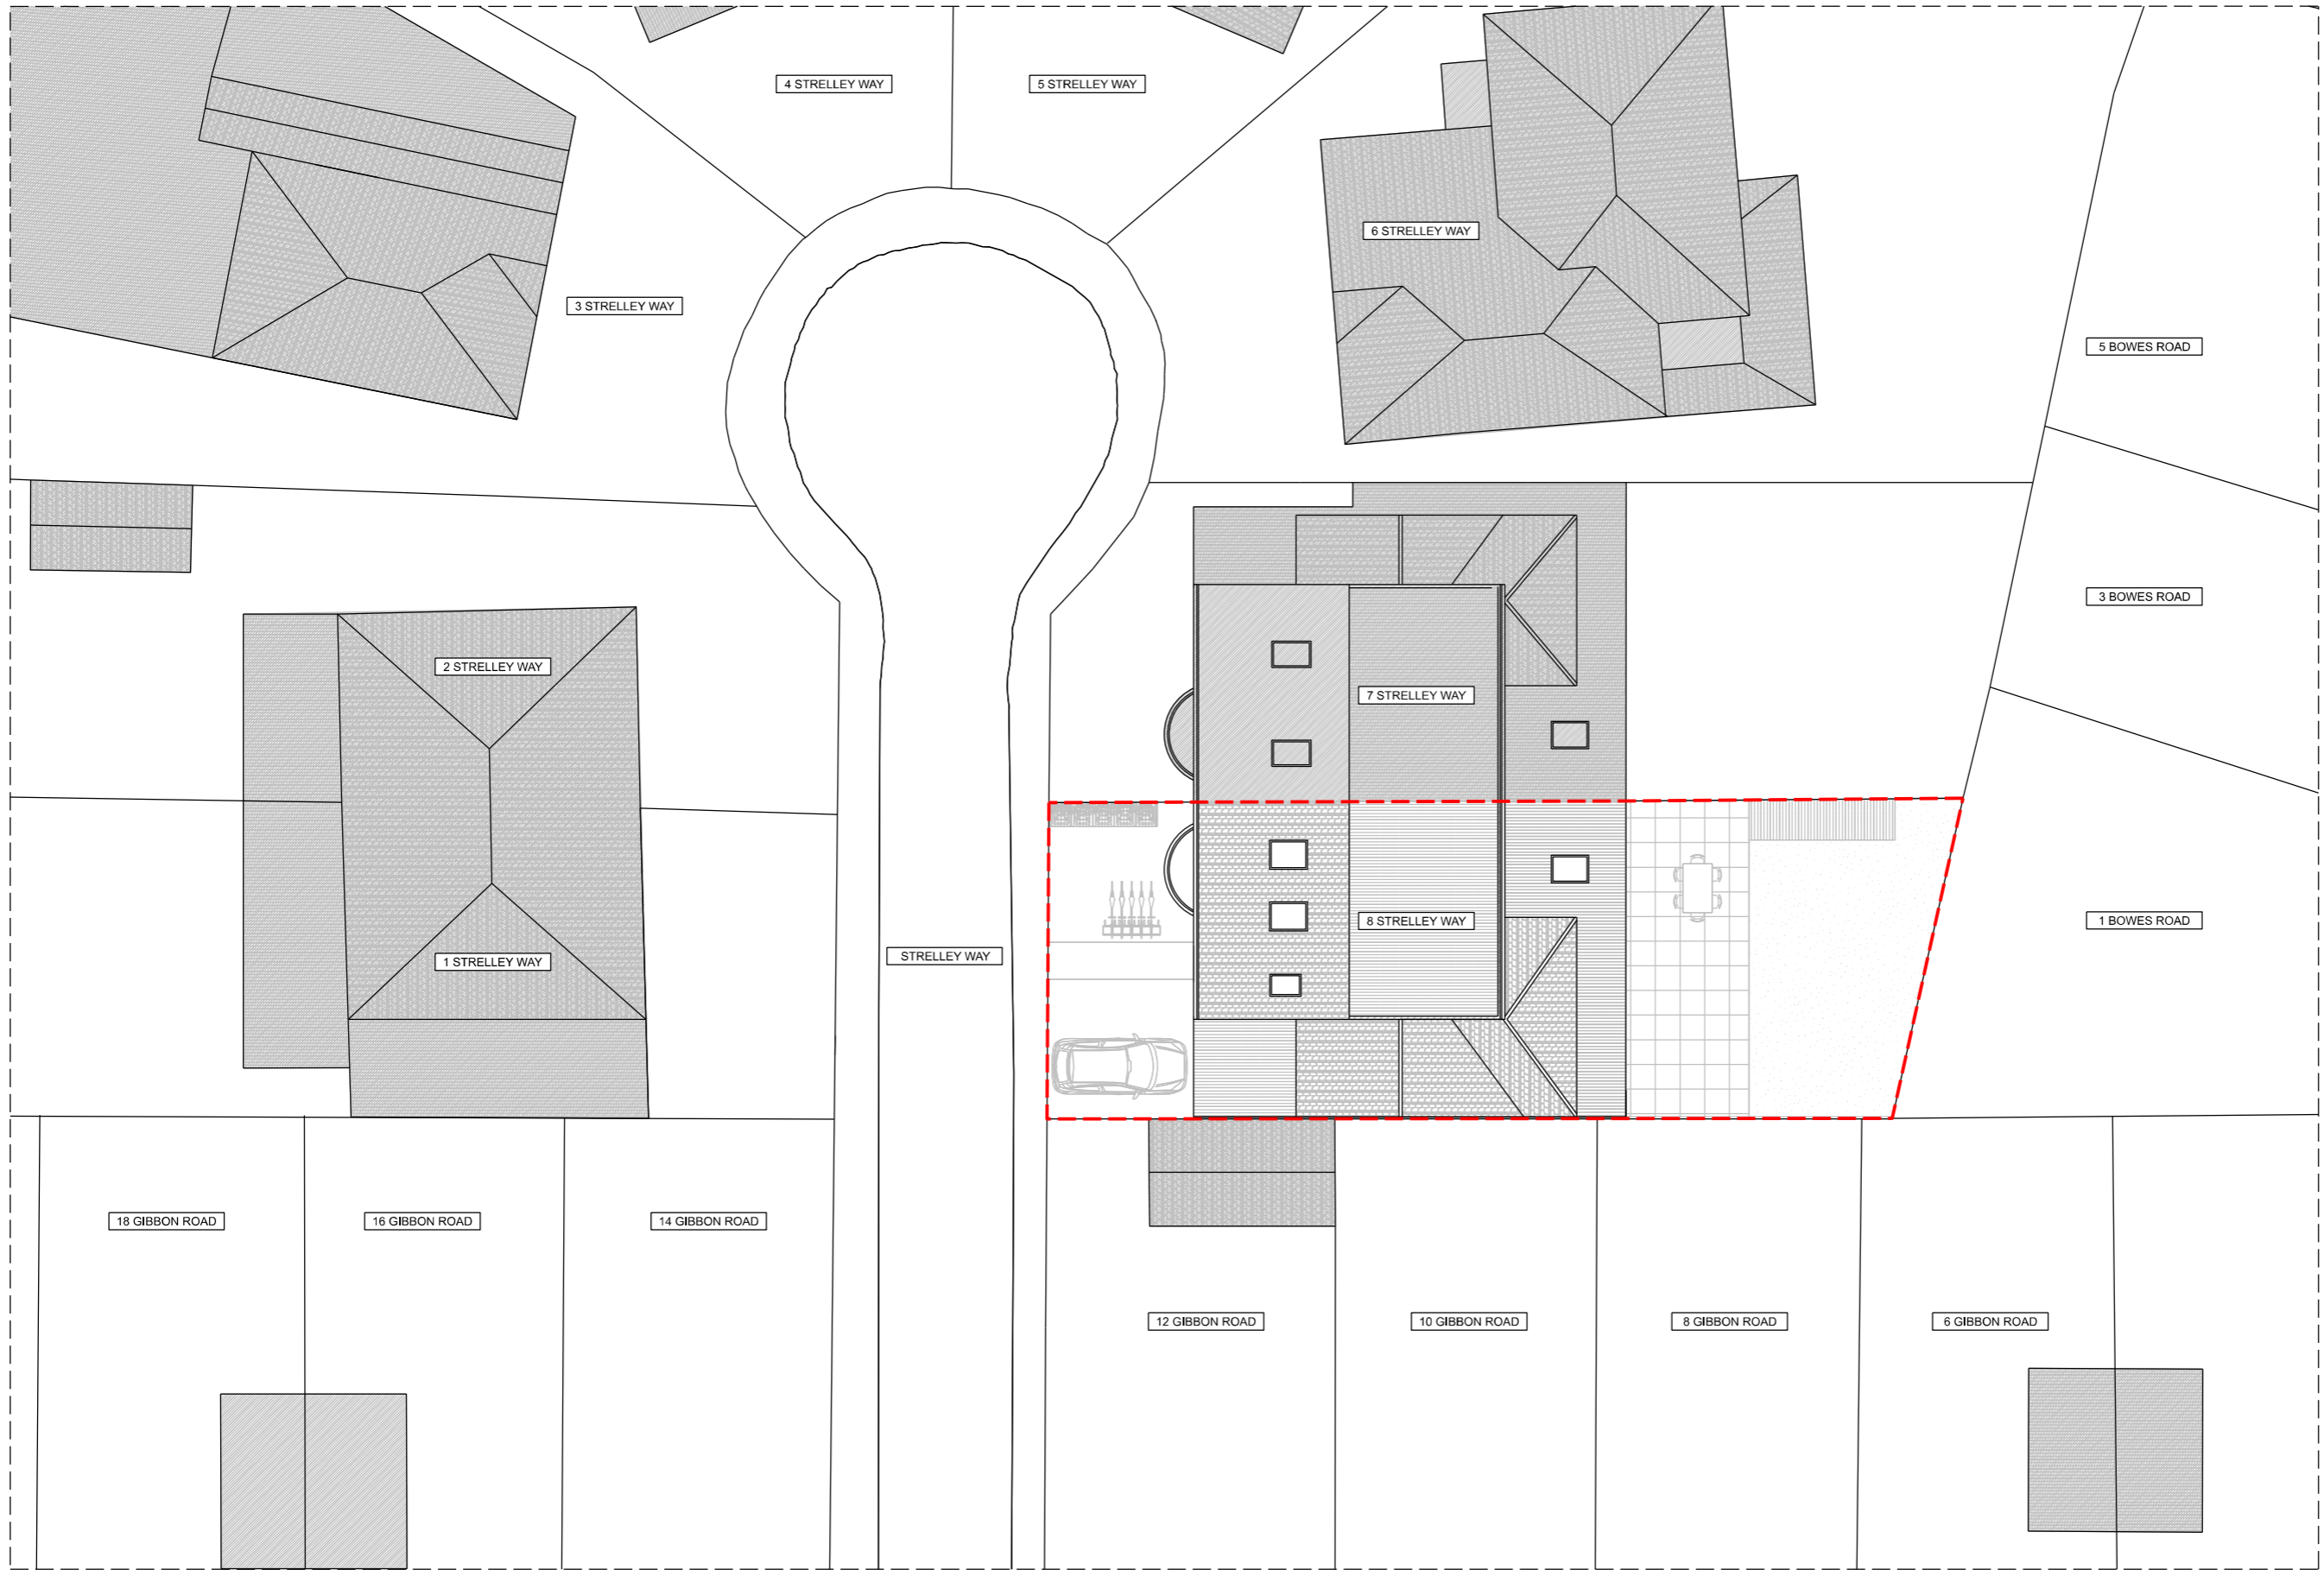 4 STRELLEY WAY
5 STRELLEY WAY
6 STRELLEY WAY
3 STRELLEY WAY
5 BOWES ROAD
3 BOWES ROAD
2 STRELLEY WAY
7 STRELLEY WAY
8 STRELLEY WAY
1 BOWES ROAD
STRELLEY WAY
1 STRELLEY WAY
18 GIBBON ROAD
16 GIBBON ROAD
14 GIBBON ROAD
12 GIBBON ROAD
10 GIBBON ROAD
8 GIBBON ROAD
6 GIBBON ROAD